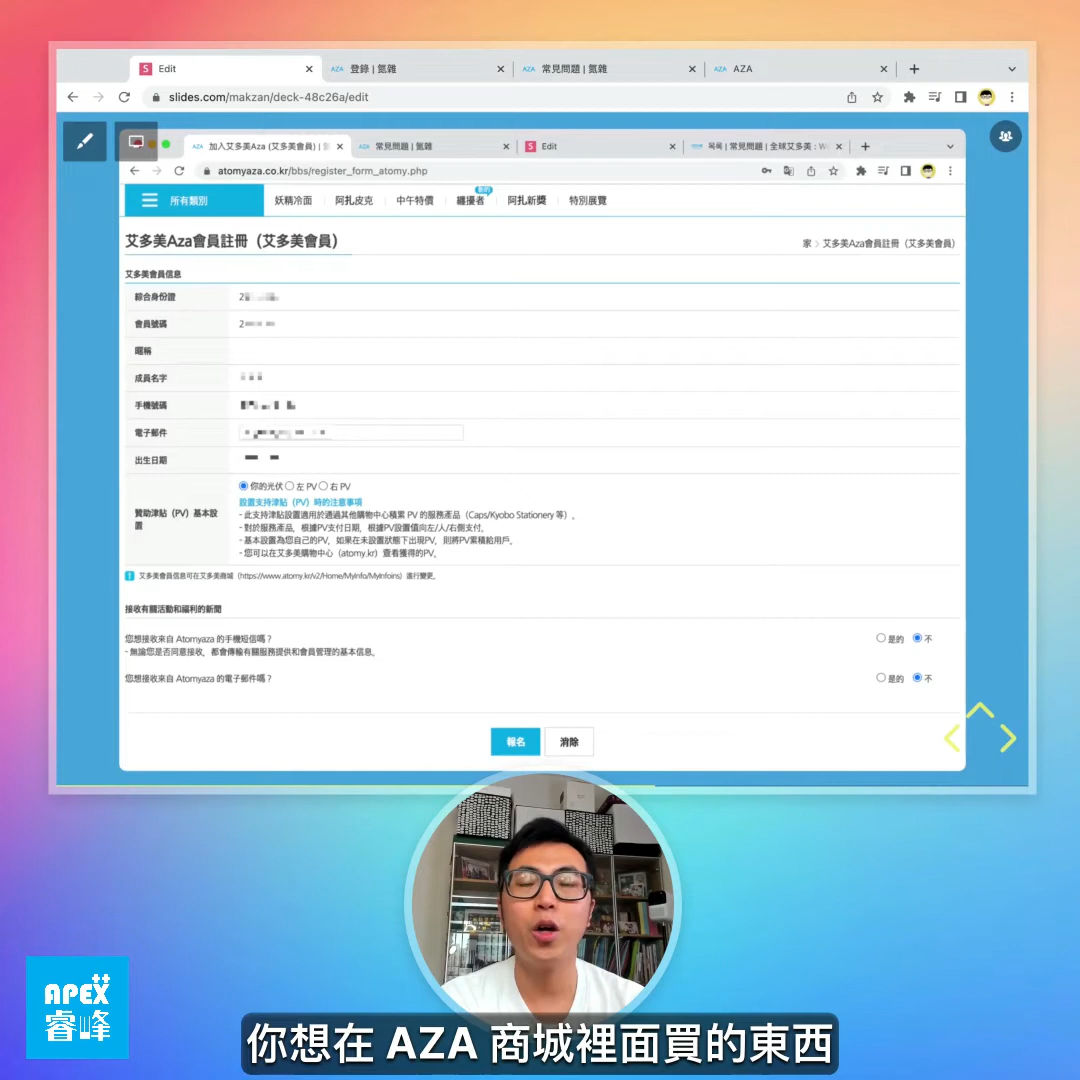 Edit
AZA 登錄 | 氮雜
AZA 常見問題 | 氮雜
AZA AZA
slides.com/makzan/deck-48c26a/edit
AZA 加入艾多美Aza (艾多美會員) |
AZA 常見問題 | 氮雜
Edit
목록 | 常見問題 | 全球艾多美 :
atomyaza.co.kr/bbs/register_form_atomy.php
所有類別
妖精冷面
阿扎皮克
中午特價
纏擾者
阿扎新獎
特別展覽
艾多美Aza會員註冊（艾多美會員）
家 > 艾多美Aza會員註冊（艾多美會員）
艾多美會員信息
綜合身份證 2
會員號碼 2
暱稱
成員名字
手機號碼
電子郵件
出生日期
贊助津貼（PV）基本設置
你的光伏 左 PV 右 PV
設置支持津貼（PV）時的注意事項
- 此支持津貼設置適用於通過其他購物中心積累 PV 的服務產品（Caps/Kyobo Stationery 等）。
- 對於服務產品，根據PV支付日期，根據PV設置值向左/人/右側支付。
- 基本設置為您自己的PV，如果在未設置狀態下出現PV，則將PV累積給用戶。
- 您可以在艾多美購物中心（atomy.kr）查看獲得的PV。
艾多美會員信息可在艾多美商城（https://www.atomy.kr/v2/Home/MyInfo/MyInfoins）進行變更。
接收有關活動和福利的新聞
您想接收來自 Atomyaza 的手機短信嗎？
是的 不
- 無論您是否同意接收，都會傳輸有關服務提供和會員管理的基本信息。
您想接收來自 Atomyaza 的電子郵件嗎？
是的 不
報名
消除
APEX
睿峰
你想在 AZA 商城裡面買的東西